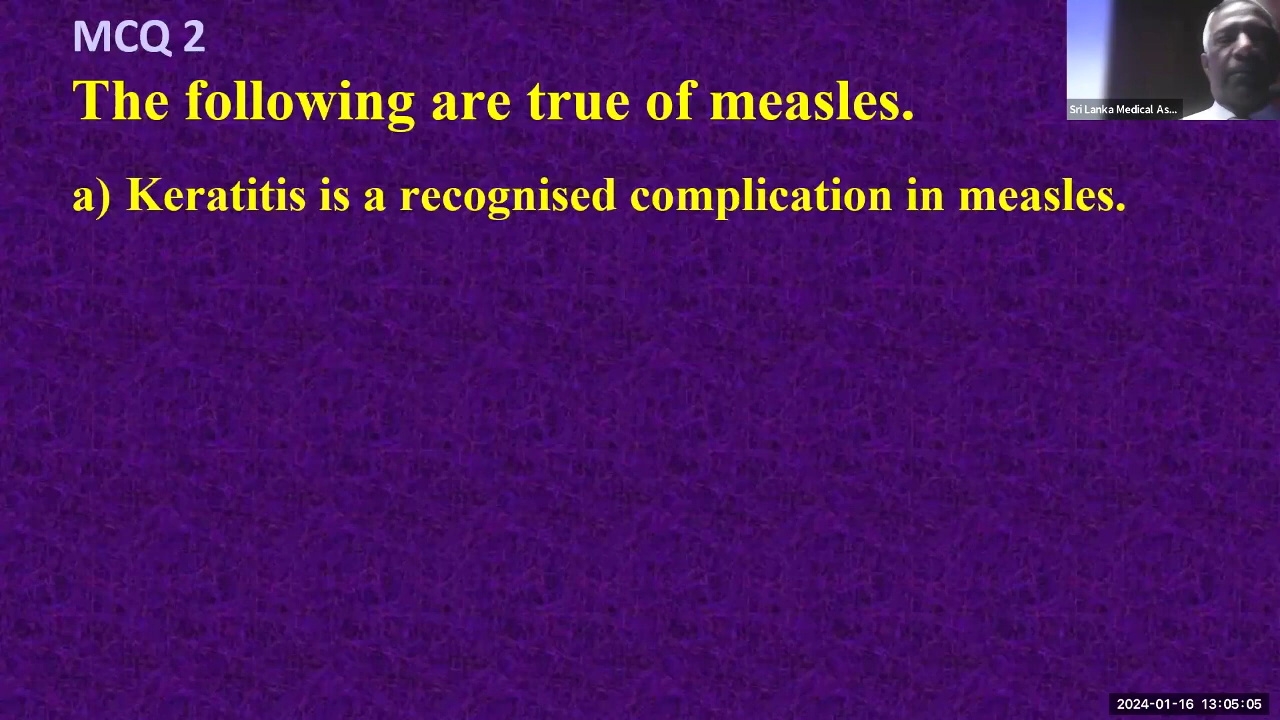 MCQ 2
The following are true of measles.
a) Keratitis is a recognised complication in measles.
Sri Lanka Medical As...
2024-01-16 13:05:05